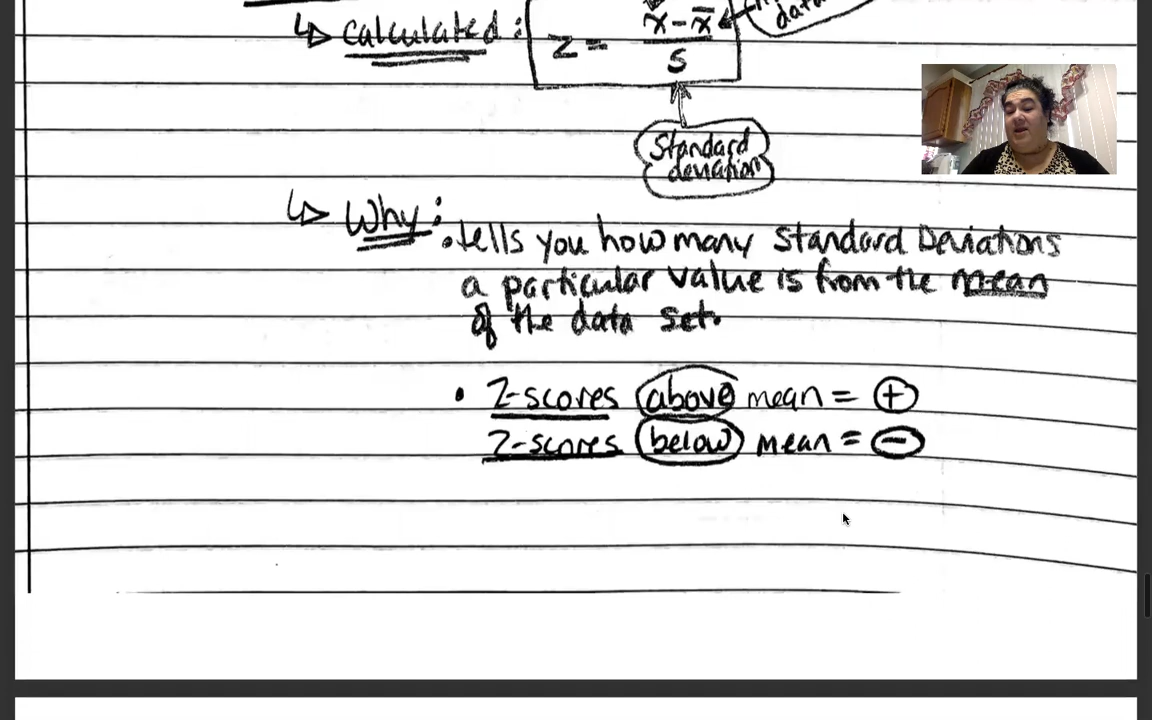 ↳ Calculated:
z = x - x̄ / s
data
Standard
deviation
↳ Why:
• tells you how many Standard Deviations
a particular value is from the mean
of the data set.
• Z-scores above mean = +
Z-scores below mean = -